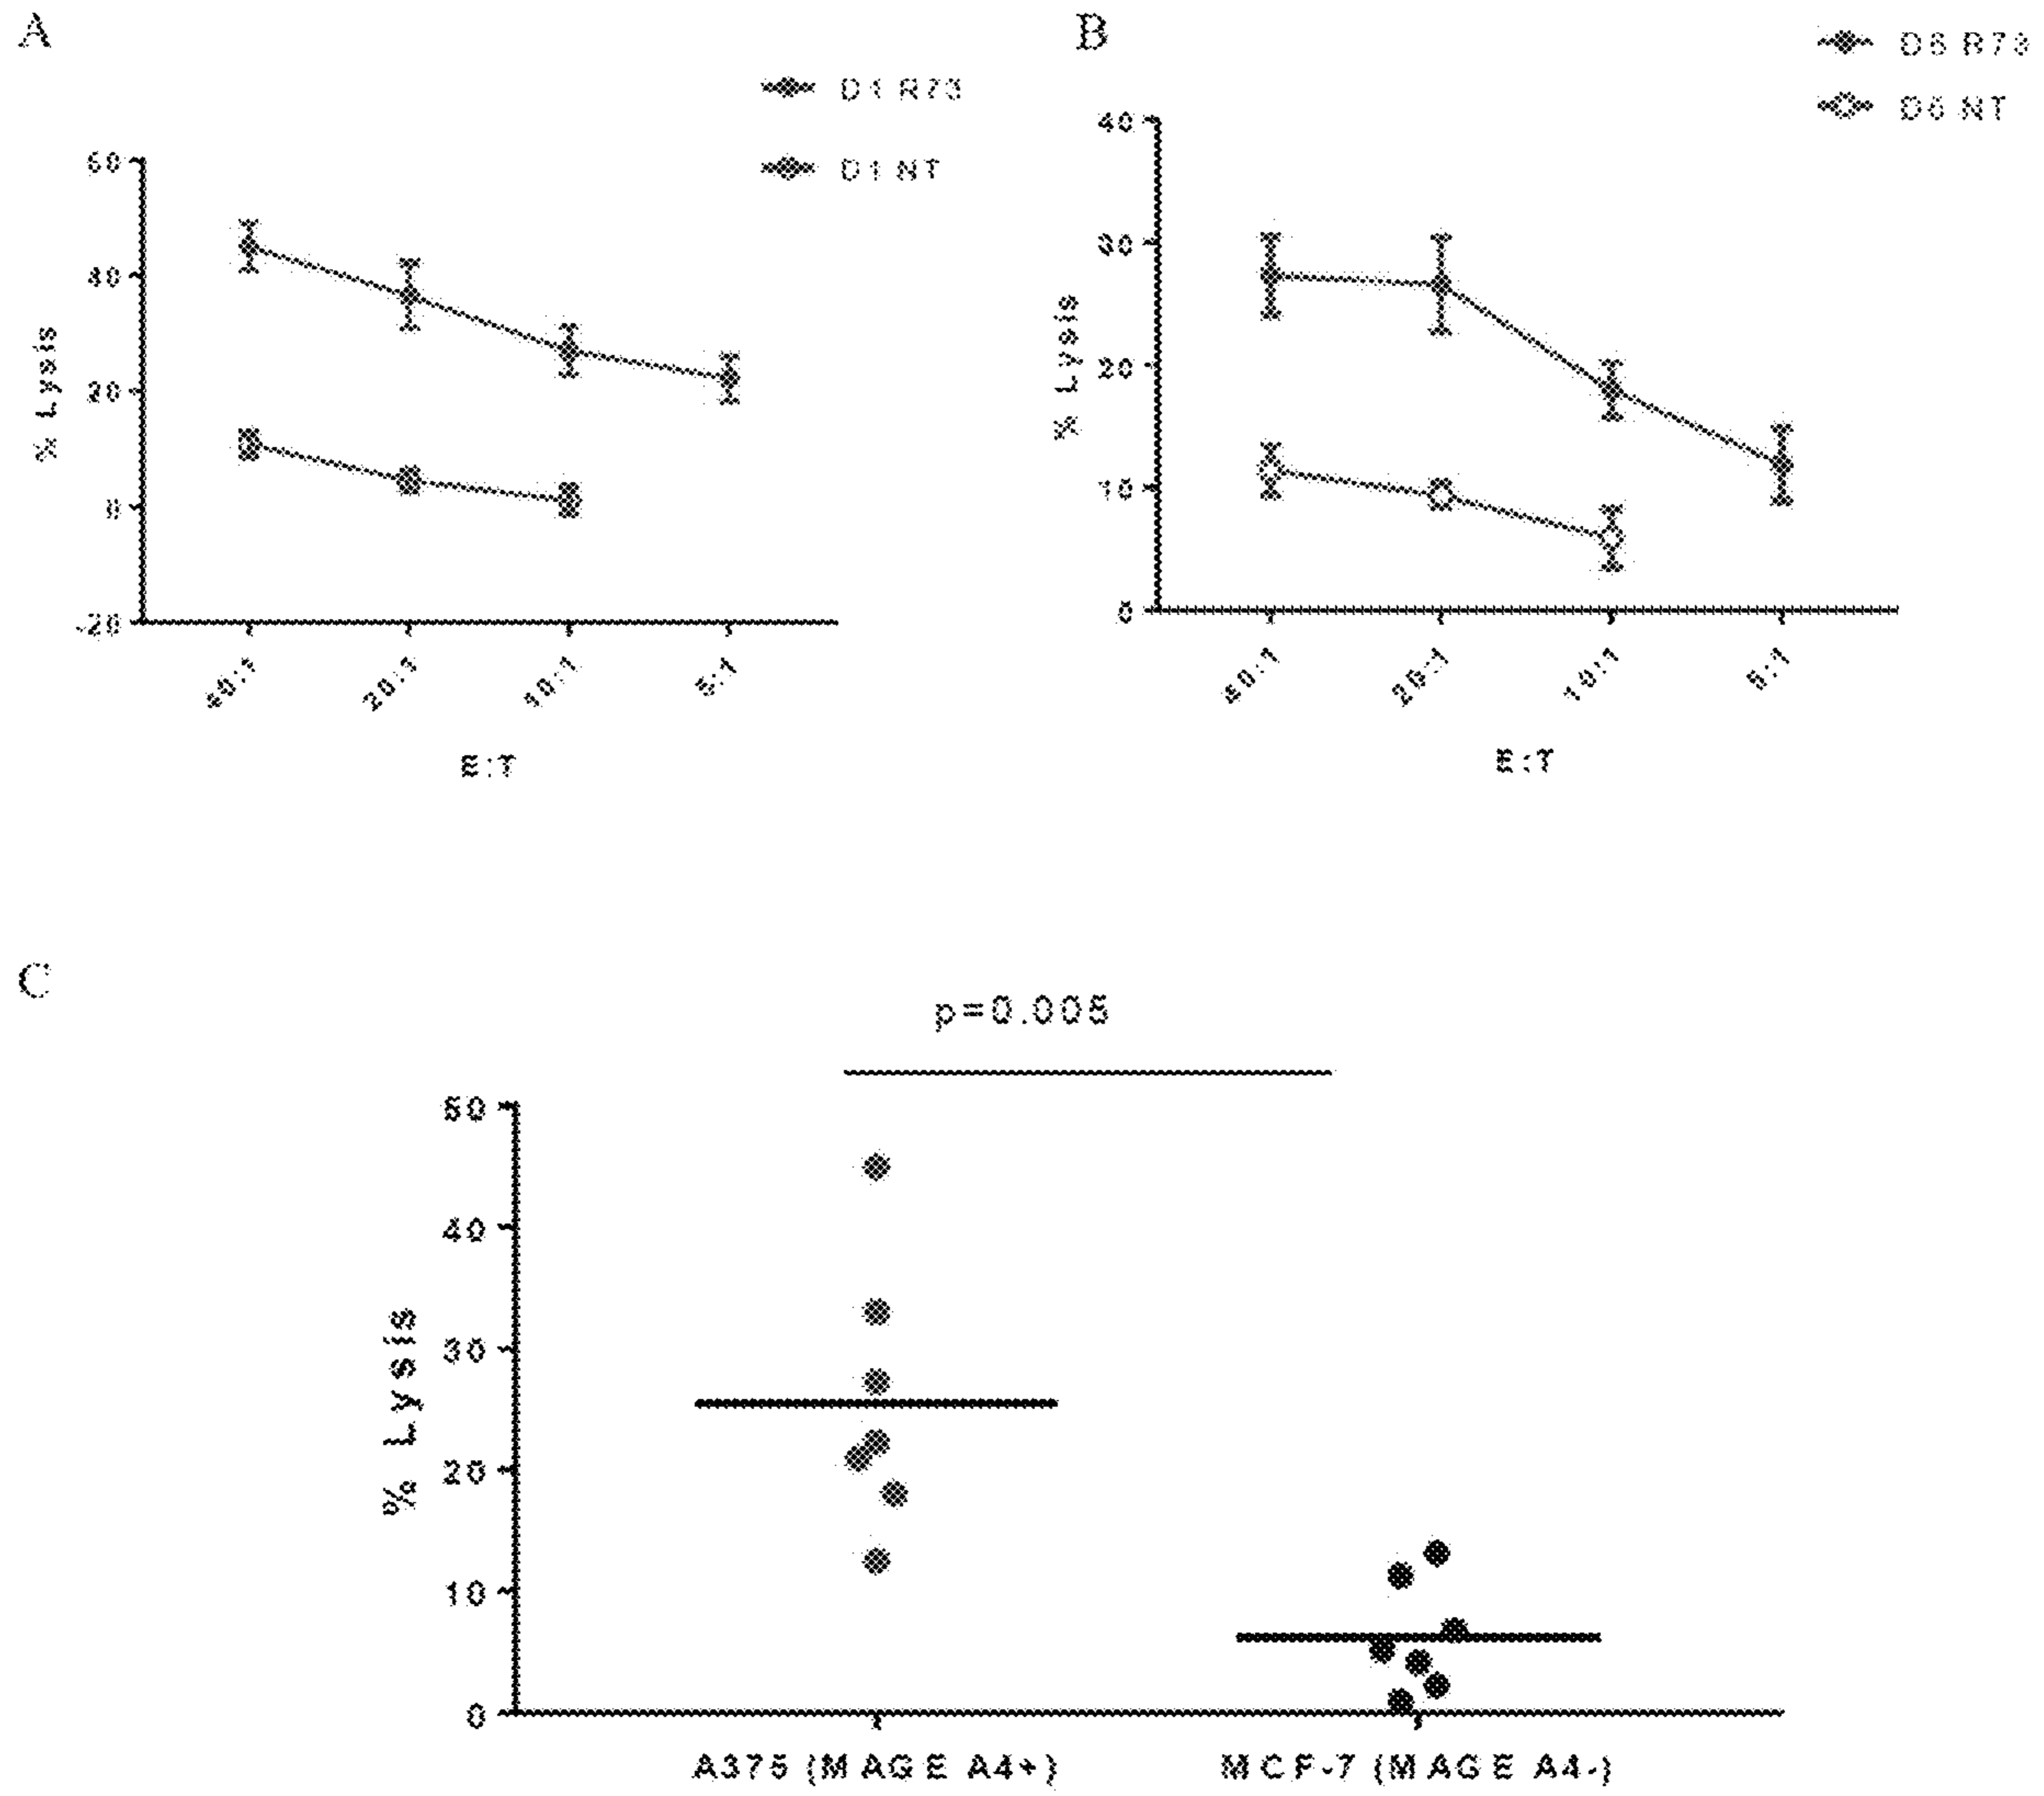 A
D1 R73
D1 NT
60
40
20
0
-20
% Lysis
40:1
20:1
10:1
5:1
E:T
B
D6 R73
D6 NT
40
30
20
10
0
% Lysis
40:1
20:1
10:1
5:1
E:T
C
p=0.005
50
40
30
20
10
0
% Lysis
A375 (MAGE A4+)
MCF-7 (MAGE A4-)